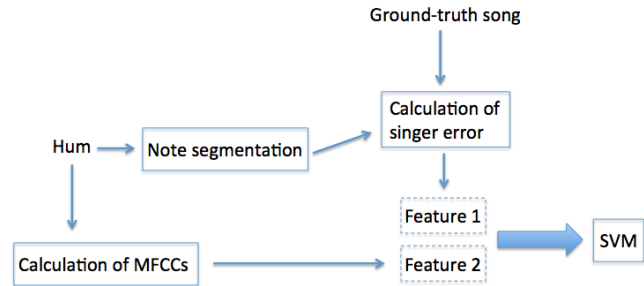 Ground-truth song
Calculation of
singer error
Hum
Note segmentation
Feature 1
SVM
Calculation of MFCCs
Feature 2